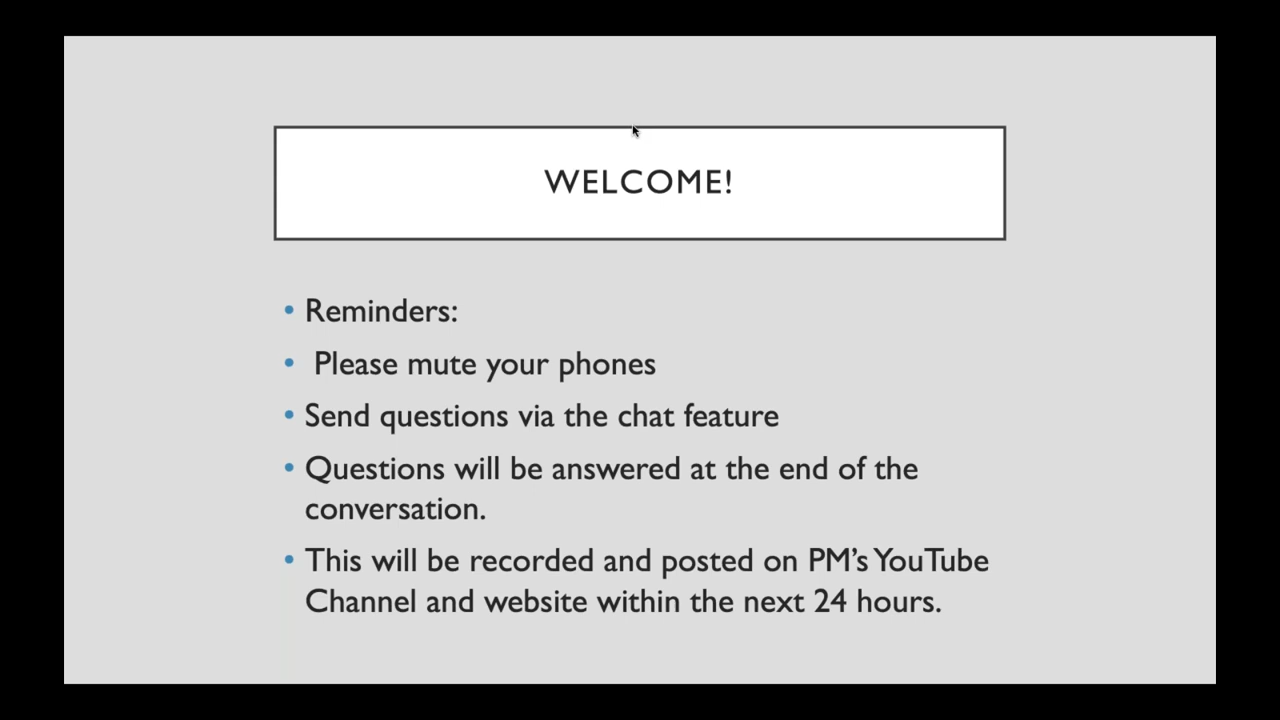 WELCOME!
• Reminders:
• Please mute your phones
• Send questions via the chat feature
• Questions will be answered at the end of the
conversation.
• This will be recorded and posted on PM’s YouTube
Channel and website within the next 24 hours.